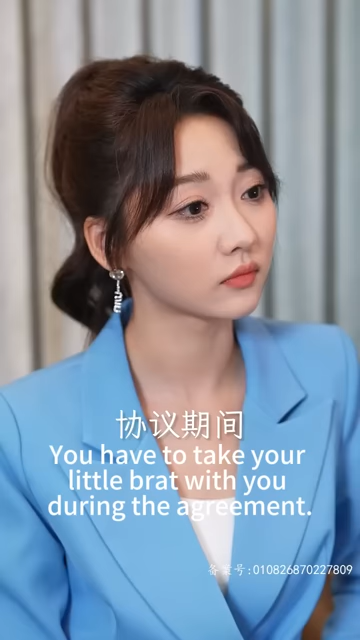 协议期间
You have to take your
little brat with you
during the agreement.
备案号:010826870227809